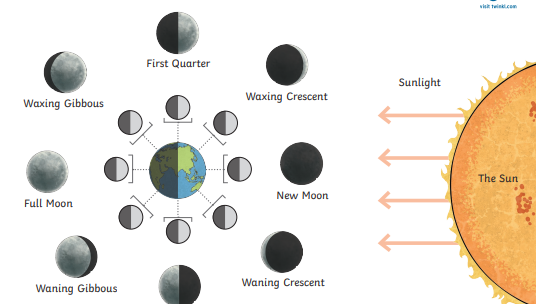 visit twinkl.com
First Quarter
Waxing Gibbous
Waxing Crescent
Sunlight
The Sun
Full Moon
New Moon
Waning Gibbous
Waning Crescent